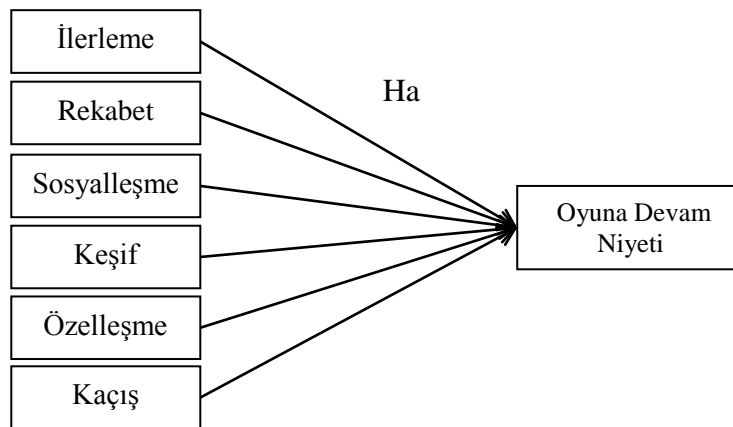 İlerleme
Ha
Rekabet
Sosyalleşme
Oyuna Devam
Niyeti
Keşif
Özelleşme
Kaçış